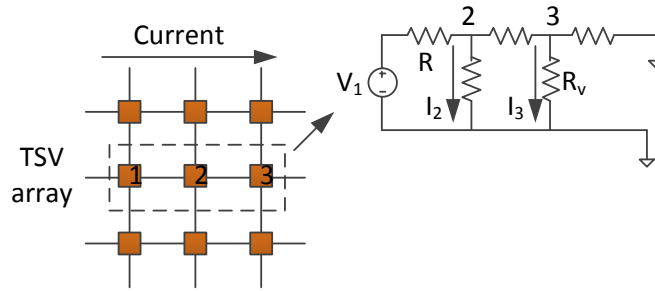 Current
TSV
array
1 2 3
2 3
R
V1
+
-
I2
I3
Rv